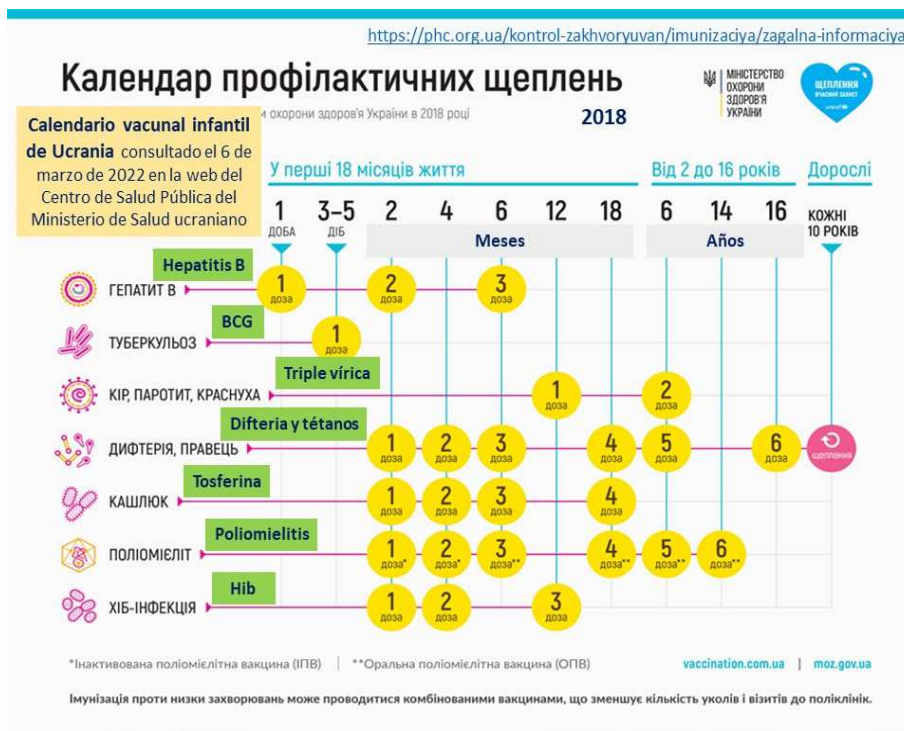 https://phc.org.ua/kontrol-zakhvoryuvan/imunizaciya/zagalna-informaciya
Календар профілактичних щеплень
охорони здоров'я України в 2018 році
2018
МІНІСТЕРСТВО
ОХОРОНИ
ЗДОРОВ'Я
УКРАЇНИ
ЩЕПЛЕННЯ
unicef
Calendario vacunal infantil
de Ucrania consultado el 6 de
marzo de 2022 en la web del
Centro de Salud Pública del
Ministerio de Salud ucraniano
У перші 18 місяців життя
Від 2 до 16 років
Дорослі
1 3–5 2 4 6 12 18 6 14 16 КОЖНІ
ДОБА ДІБ 10 РОКІВ
Meses Años
Hepatitis B
ГЕПАТИТ В
1 доза
2 доза
3 доза
BCG
ТУБЕРКУЛЬОЗ
1 доза
Triple vírica
КІР, ПАРОТИТ, КРАСНУХА
1 доза
2 доза
Difteria y tétanos
ДИФТЕРІЯ, ПРАВЕЦЬ
1 доза
2 доза
3 доза
4 доза
5 доза
6 доза
щеплення
Tosferina
КАШЛЮК
1 доза
2 доза
3 доза
4 доза
Poliomielitis
ПОЛІОМІЄЛІТ
1 доза*
2 доза*
3 доза**
4 доза**
5 доза**
6 доза**
Hib
ХІБ-ІНФЕКЦІЯ
1 доза
2 доза
3 доза
*Інактивована поліомієлітна вакцина (ІПВ) | **Оральна поліомієлітна вакцина (ОПВ)
vaccination.com.ua | moz.gov.ua
Імунізація проти низки захворювань може проводитися комбінованими вакцинами, що зменшує кількість уколів і візитів до поліклінік.